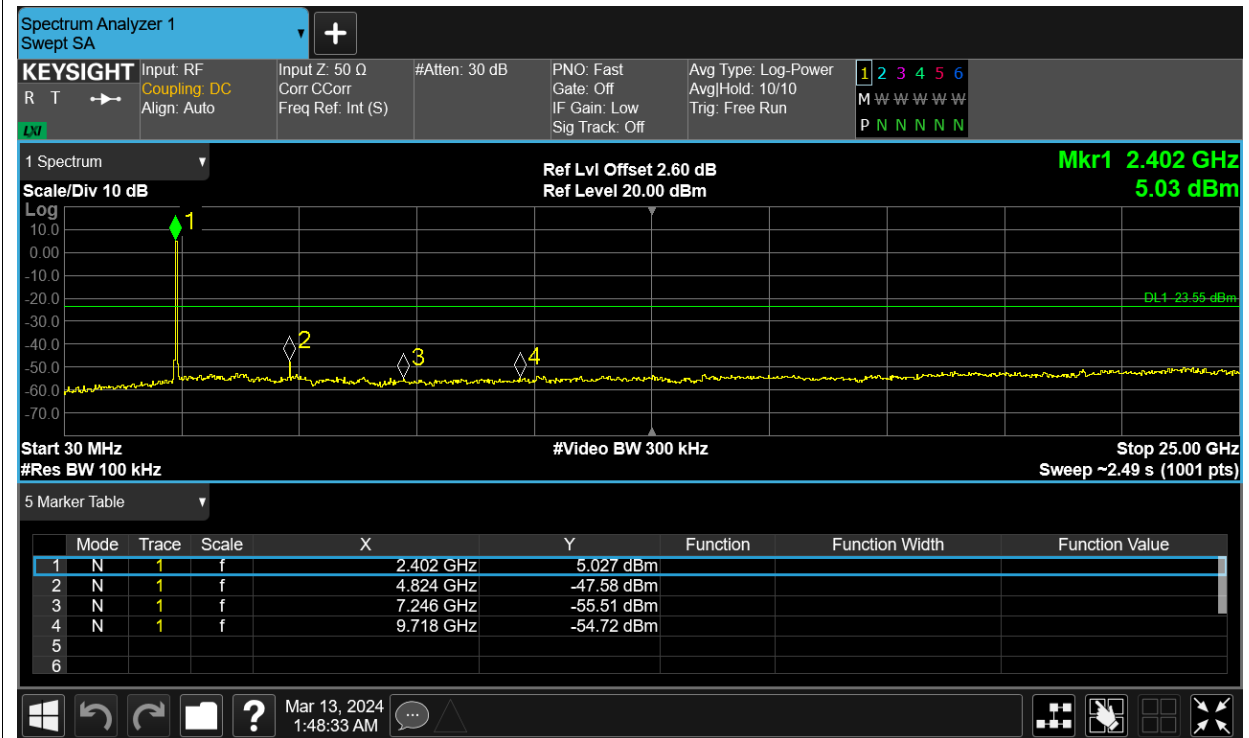 Spectrum Analyzer 1
Swept SA
+
KEYSIGHT
R T
LXI
Input: RF
Coupling: DC
Align: Auto
Input Z: 50 Ω
Corr CCorr
Freq Ref: Int (S)
#Atten: 30 dB
PNO: Fast
Gate: Off
IF Gain: Low
Sig Track: Off
Avg Type: Log-Power
Avg|Hold: 10/10
Trig: Free Run
1 2 3 4 5 6
M W W W W W
P N N N N N
1 Spectrum
Scale/Div 10 dB
Ref Lvl Offset 2.60 dB
Ref Level 20.00 dBm
Mkr1 2.402 GHz
5.03 dBm
Log
10.0
0.00
-10.0
-20.0
-30.0
-40.0
-50.0
-60.0
-70.0
1
2
3
4
DL1 -23.55 dBm
Start 30 MHz
#Res BW 100 kHz
#Video BW 300 kHz
Stop 25.00 GHz
Sweep ~2.49 s (1001 pts)
5 Marker Table
Mode Trace Scale X Y Function Function Width Function Value
1 N 1 f 2.402 GHz 5.027 dBm
2 N 1 f 4.824 GHz -47.58 dBm
3 N 1 f 7.246 GHz -55.51 dBm
4 N 1 f 9.718 GHz -54.72 dBm
5
6
?
Mar 13, 2024
1:48:33 AM